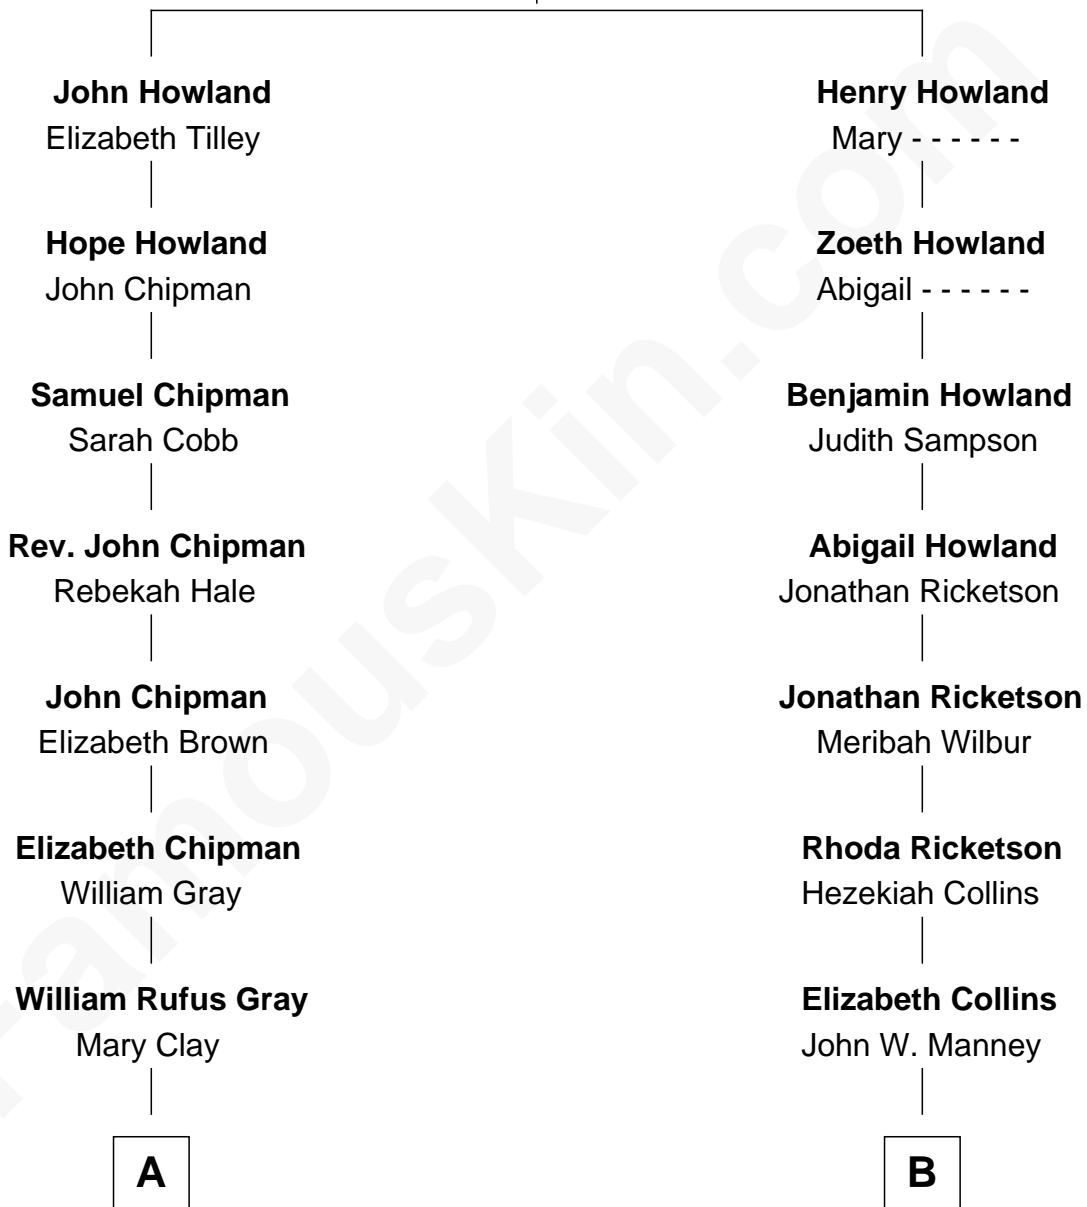 John Howland
Elizabeth Tilley
Hope Howland
John Chipman
Samuel Chipman
Sarah Cobb
Rev. John Chipman
Rebekah Hale
John Chipman
Elizabeth Brown
Elizabeth Chipman
William Gray
William Rufus Gray
Mary Clay
A
Henry Howland
Mary - - - - - -
Zoeth Howland
Abigail - - - - - -
Benjamin Howland
Judith Sampson
Abigail Howland
Jonathan Ricketson
Jonathan Ricketson
Meribah Wilbur
Rhoda Ricketson
Hezekiah Collins
Elizabeth Collins
John W. Manney
B
FamousKin.com